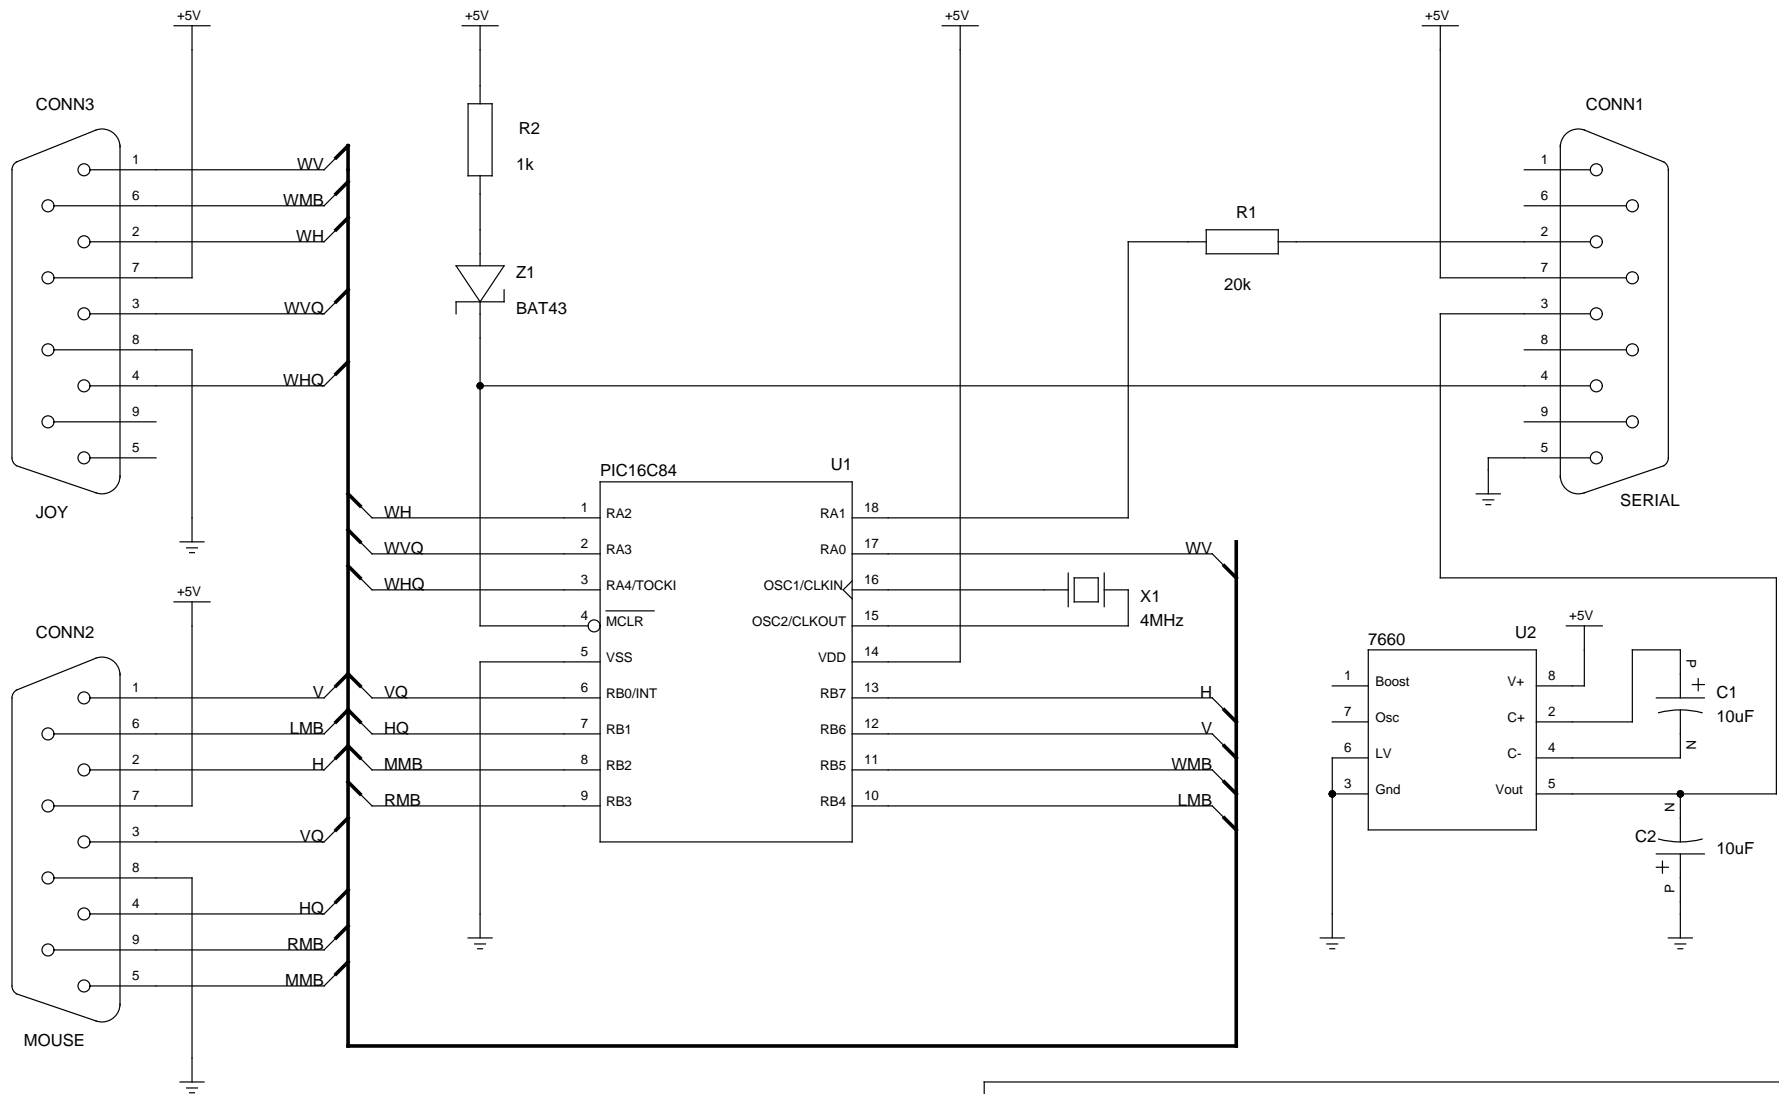 +5V
+5V
+5V
+5V
CONN3
1
WV
6
WMB
2
WH
7
3
WVQ
8
4
WHQ
9
5
JOY
R2
1k
Z1
BAT43
R1
20k
CONN1
1
6
2
7
3
8
4
9
5
SERIAL
PIC16C84
U1
WH
1
RA2
WVQ
2
RA3
WHQ
3
RA4/TOCKI
4
MCLR
5
VSS
VQ
6
RB0/INT
HQ
7
RB1
MMB
8
RB2
RMB
9
RB3
RA1
18
RA0
17
WV
OSC1/CLKIN
16
OSC2/CLKOUT
15
X1
4MHz
VDD
14
RB7
13
H
RB6
12
V
RB5
11
WMB
RB4
10
LMB
+5V
CONN2
1
V
6
LMB
2
H
7
3
VQ
8
4
HQ
9
RMB
5
MMB
MOUSE
7660
U2
+5V
1
Boost
7
Osc
6
LV
3
Gnd
V+
8
C+
2
C-
4
Vout
5
P
+
C1
10uF
N
N
C2
10uF
+
P